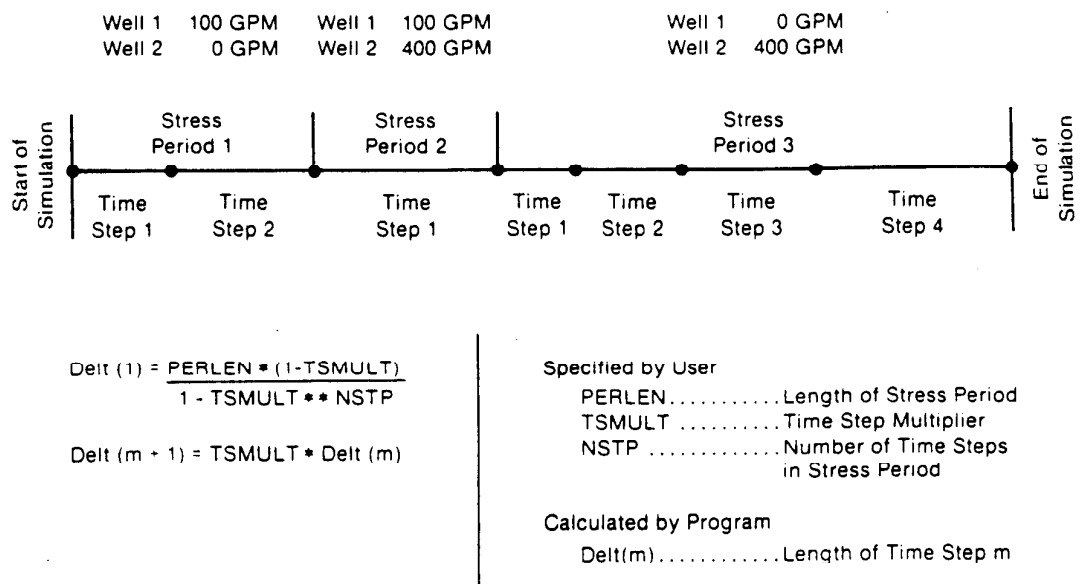 Well 1 100 GPM Well 1 100 GPM Well 1 0 GPM
Well 2 0 GPM Well 2 400 GPM Well 2 400 GPM
Start of
Simulation
Stress
Period 1
Stress
Period 2
Stress
Period 3
End of
Simulation
Time
Step 1
Time
Step 2
Time
Step 1
Time
Step 1
Time
Step 2
Time
Step 3
Time
Step 4
Delt (1) = PERLEN * (1-TSMULT)
1 - TSMULT ** NSTP
Delt (m + 1) = TSMULT * Delt (m)
Specified by User
PERLEN...........Length of Stress Period
TSMULT ..........Time Step Multiplier
NSTP .............Number of Time Steps
in Stress Period
Calculated by Program
Delt(m)............Length of Time Step m